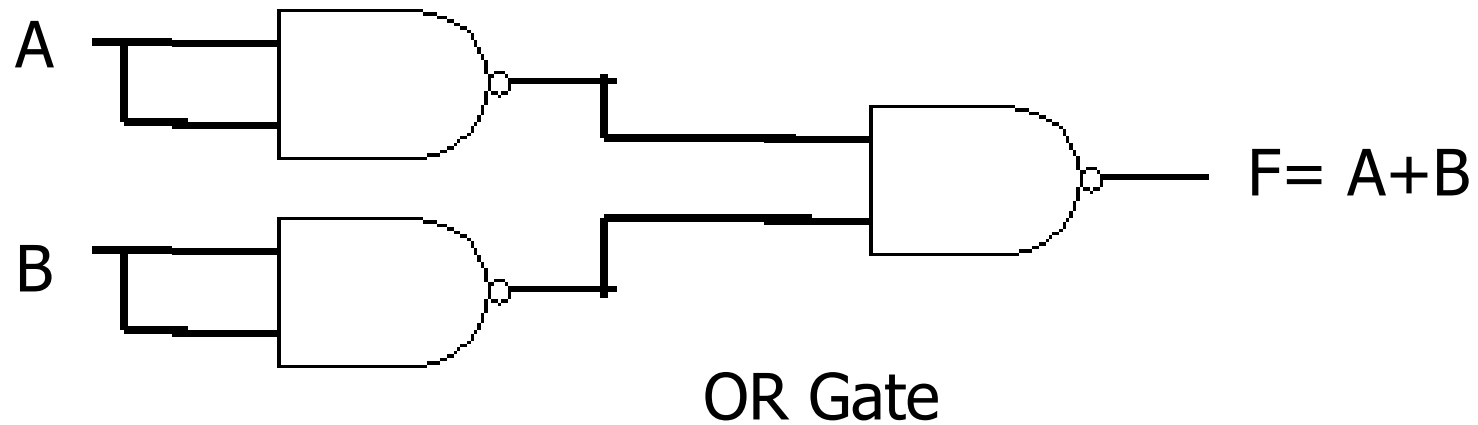 A
B
F= A+B
OR Gate